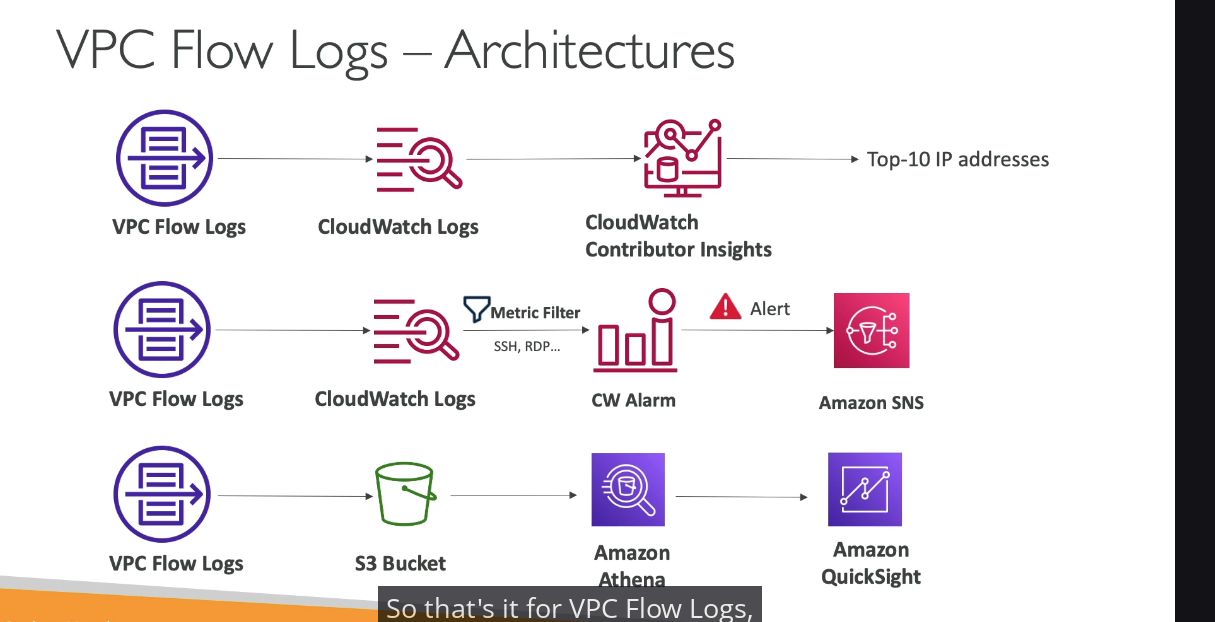 VPC Flow Logs – Architectures
Top-10 IP addresses
VPC Flow Logs
CloudWatch Logs
CloudWatch
Contributor Insights
Metric Filter
SSH, RDP...
Alert
VPC Flow Logs
CloudWatch Logs
CW Alarm
Amazon SNS
VPC Flow Logs
S3 Bucket
Amazon
Athena
Amazon
QuickSight
So that's it for VPC Flow Logs,